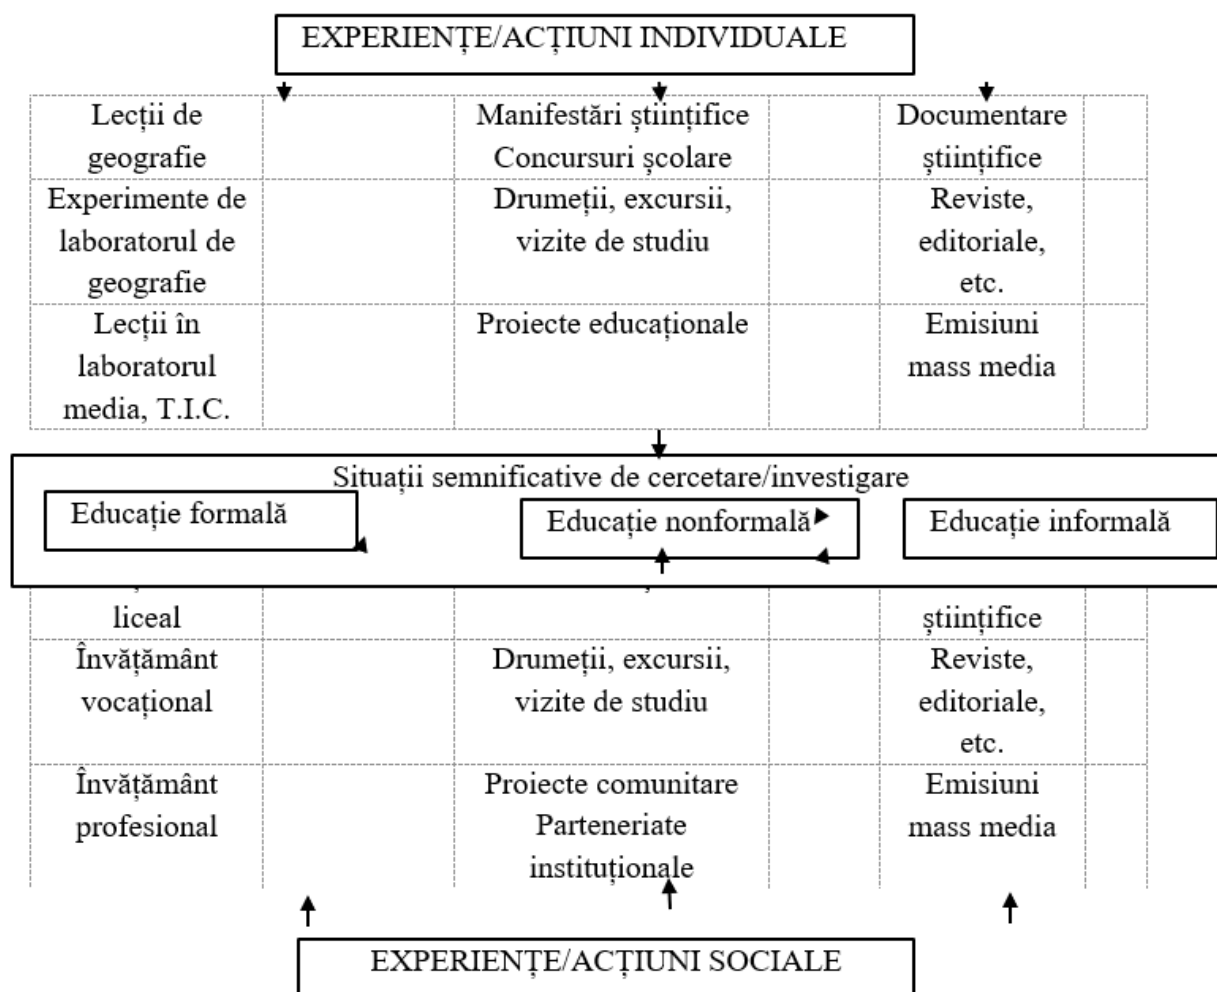 EXPERIENȚE/ACȚIUNI INDIVIDUALE
Lecții de
geografie
Manifestări științifice
Concursuri școlare
Documentare
științifice
Experimente de
laboratorul de
geografie
Drumeții, excursii,
vizite de studiu
Reviste,
editoriale,
etc.
Lecții în
laboratorul
media, T.I.C.
Proiecte educaționale
Emisiuni
mass media
Situații semnificative de cercetare/investigare
Educație formală
Educație nonformală
Educație informală
liceal
științifice
Învățământ
vocațional
Drumeții, excursii,
vizite de studiu
Reviste,
editoriale,
etc.
Învățământ
profesional
Proiecte comunitare
Parteneriate
instituționale
Emisiuni
mass media
EXPERIENȚE/ACȚIUNI SOCIALE